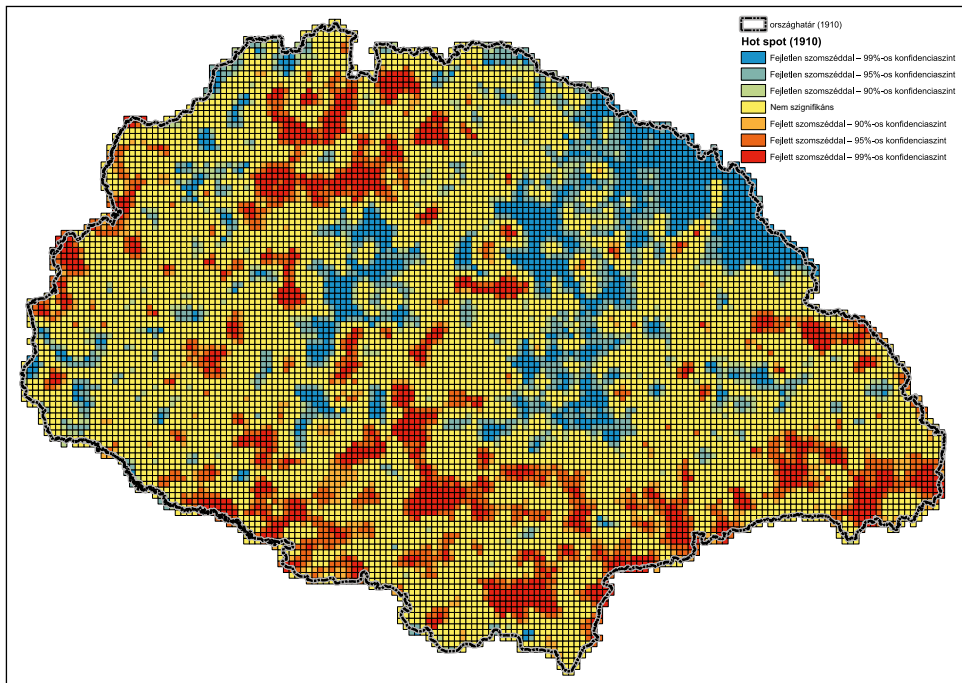 országhatár (1910)
Hot spot (1910)
Fejletlen szomszéddal – 99%-os konfidenciaszint
Fejletlen szomszéddal – 95%-os konfidenciaszint
Fejletlen szomszéddal – 90%-os konfidenciaszint
Nem szignifikáns
Fejlett szomszéddal – 90%-os konfidenciaszint
Fejlett szomszéddal – 95%-os konfidenciaszint
Fejlett szomszéddal – 99%-os konfidenciaszint